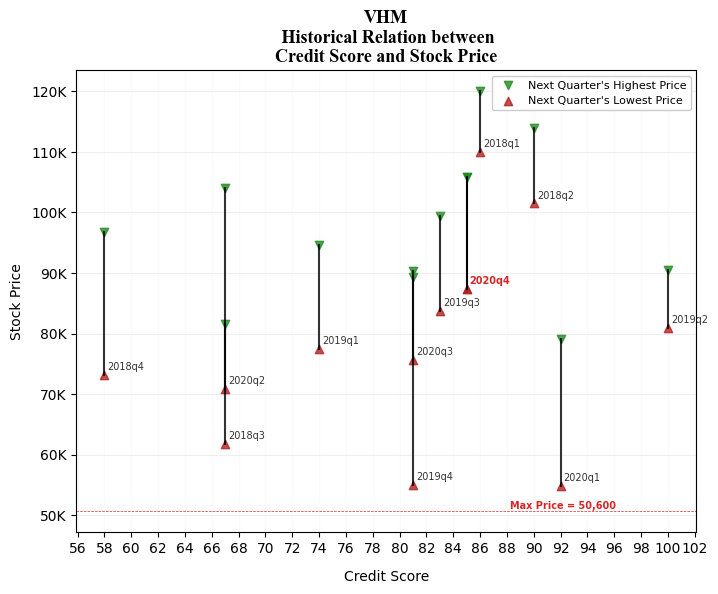 VHM
Historical Relation between
Credit Score and Stock Price
Next Quarter's Highest Price
Next Quarter's Lowest Price
120K
110K
100K
90K
80K
70K
60K
50K
Stock Price
2018q1
2018q2
2020q4
2019q3
2019q2
2019q1
2020q3
2018q4
2020q2
2018q3
2019q4
2020q1
Max Price = 50,600
56 58 60 62 64 66 68 70 72 74 76 78 80 82 84 86 88 90 92 94 96 98 100 102
Credit Score